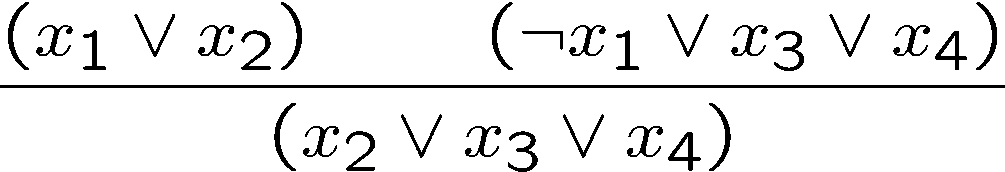 (x₁ ∨ x₂) (¬x₁ ∨ x₃ ∨ x₄)
(x₂ ∨ x₃ ∨ x₄)